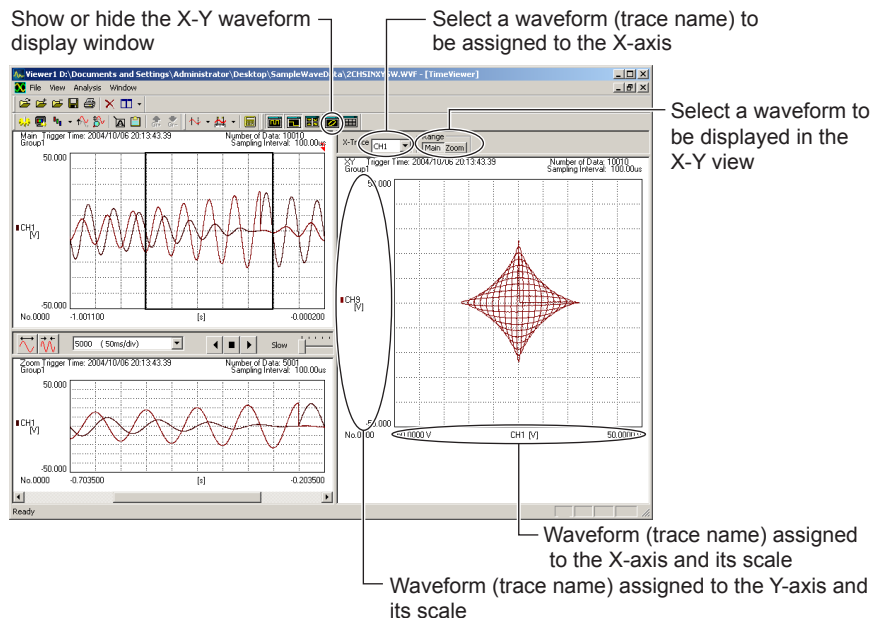 Show or hide the X-Y waveform
display window
Select a waveform (trace name) to
be assigned to the X-axis
Viewer1 D:\Documents and Settings\Administrator\Desktop\SampleWaveData\2CHSINXYSW.WVF - [TimeViewer]
File View Analysis Window
Select a waveform to
be displayed in the
X-Y view
Main Trigger Time: 2004/10/06 20:13:43.39 Number of Data: 10010
Group1 Sampling Interval: 100.00us
50.000
CH1
[V]
-50.000
No.0000 -1.001100 [s] -0.000200
X-Trace CH1 Range
Main Zoom
XY Trigger Time: 2004/10/06 20:13:43.39 Number of Data: 10010
Group1 Sampling Interval: 100.00us
50.000
CH9
[V]
-50.000
CH1 [V]
5000 ( 50ms/div) Slow
Zoom Trigger Time: 2004/10/06 20:13:43.39 Number of Data: 5001
Group1 Sampling Interval: 100.00us
50.000
CH1
[V]
-50.000
No.0000 -0.703500 [s] -0.203500
Ready
Waveform (trace name) assigned
to the X-axis and its scale
Waveform (trace name) assigned to the Y-axis and
its scale